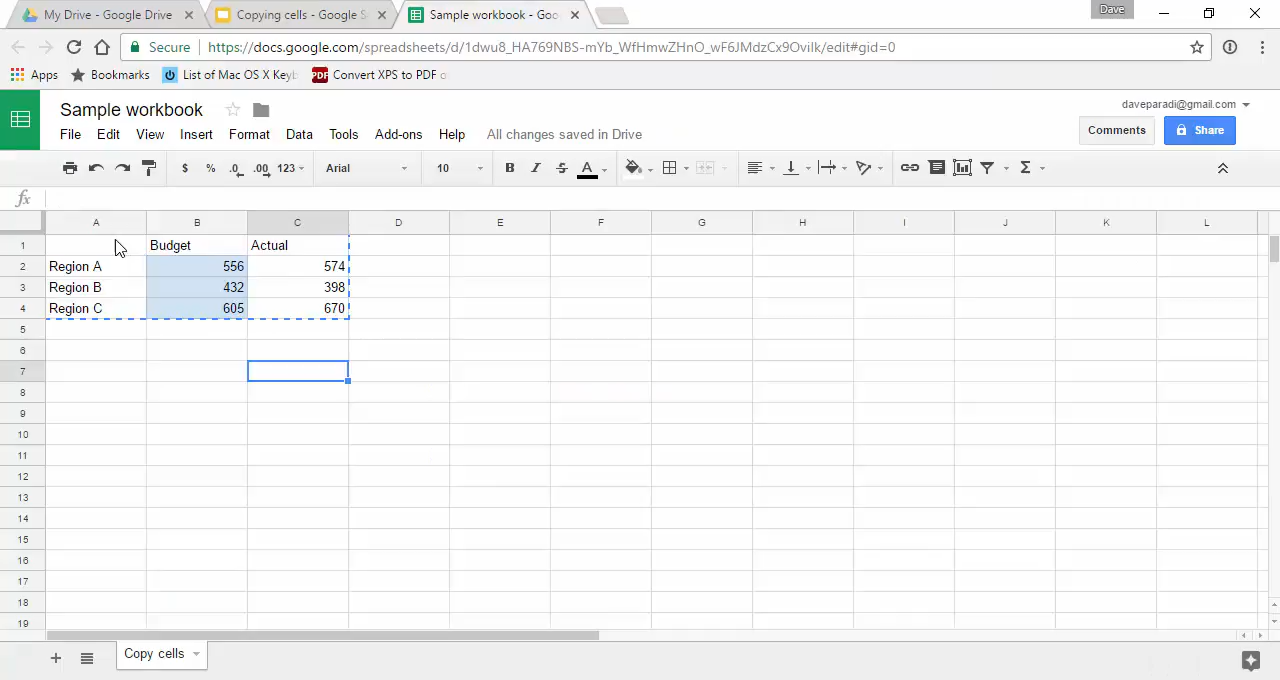 My Drive - Google Drive
Copying cells - Google S
Sample workbook - Goo
Dave
Secure
https://docs.google.com/spreadsheets/d/1dwu8_HA769NBS-mYb_WfHmwZHnO_wF6JMdzCx9Ovilk/edit#gid=0
Apps
Bookmarks
List of Mac OS X Keyb
PDF
Convert XPS to PDF o
Sample workbook
daveparadi@gmail.com
File Edit View Insert Format Data Tools Add-ons Help All changes saved in Drive
Comments
Share
$ % .0 .00 123 Arial 10 B I S A Σ
fx
A B C D E F G H I J K L
1 Budget Actual
2 Region A 556 574
3 Region B 432 398
4 Region C 605 670
5
6
7
8
9
10
11
12
13
14
15
16
17
18
19
+ Copy cells